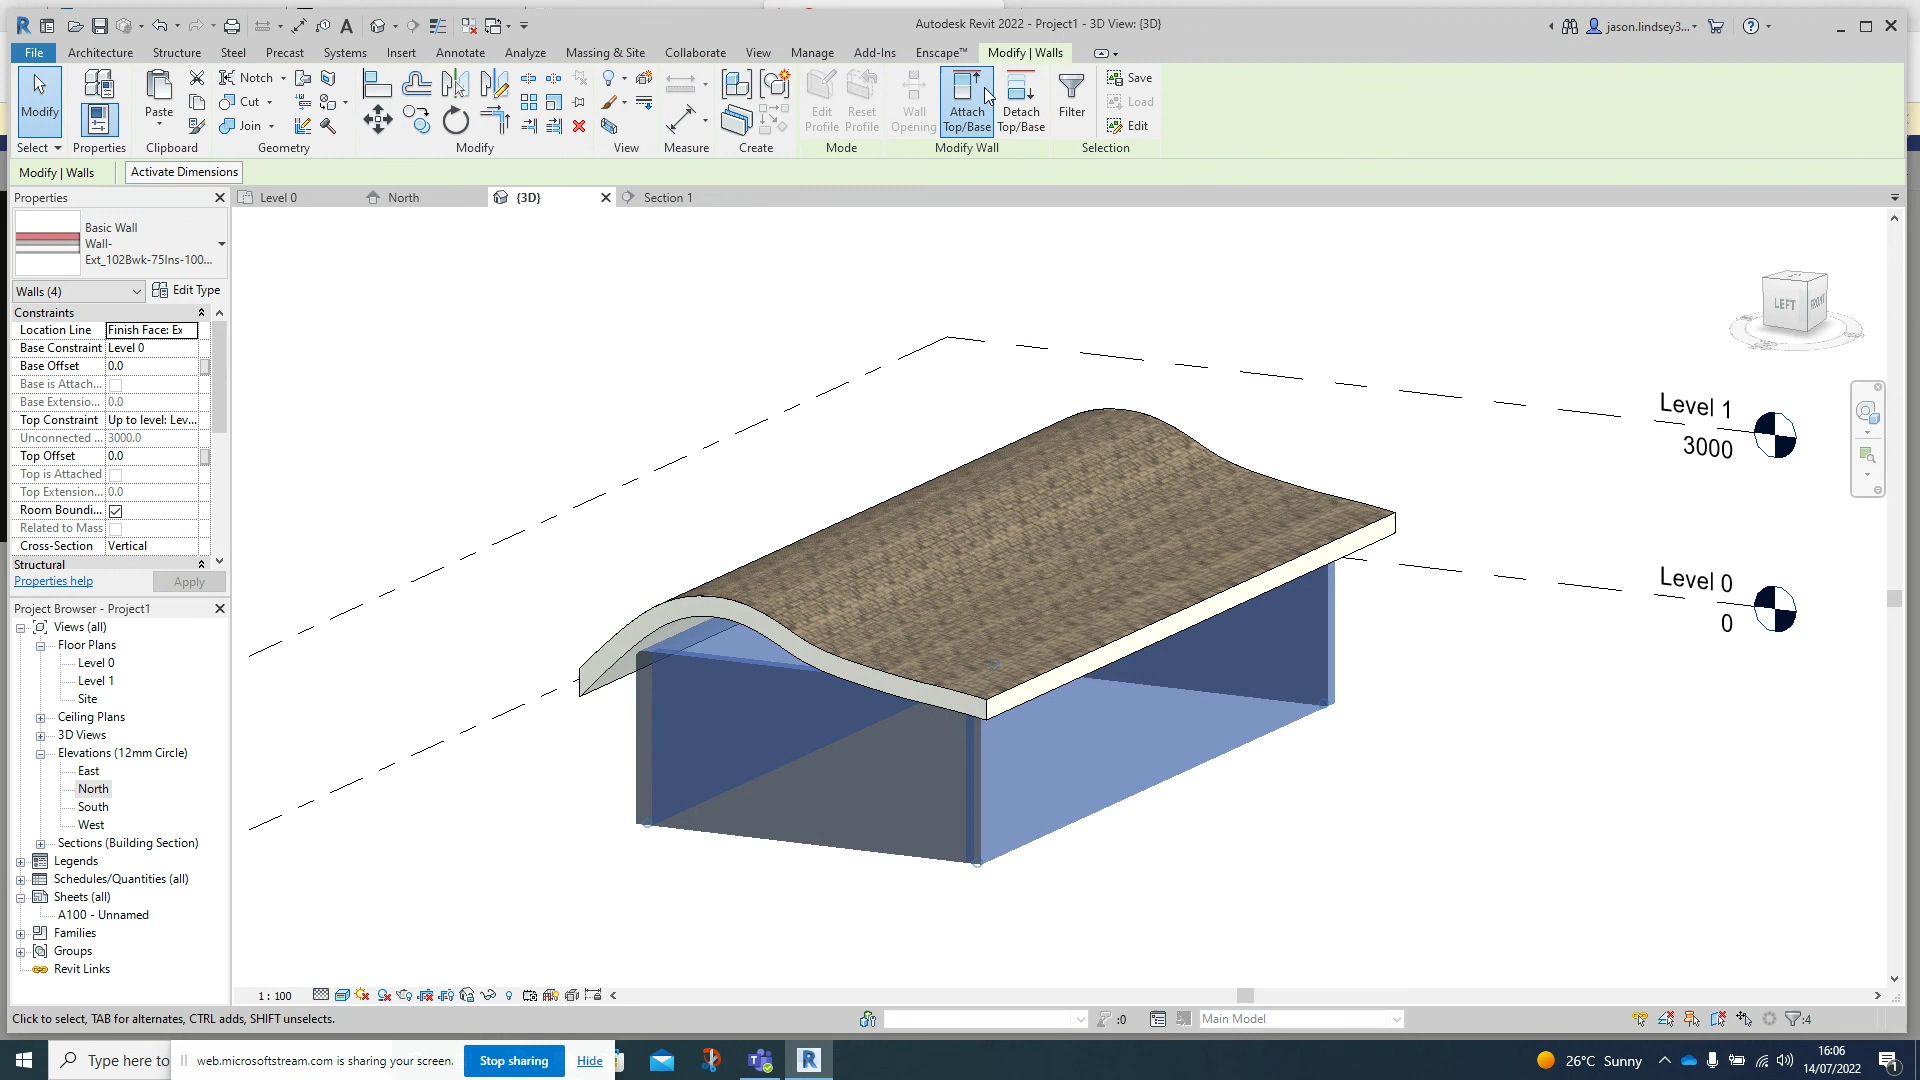 Autodesk Revit 2022 - Project1 - 3D View: {3D}
jason.lindsey3...
File Architecture Structure Steel Precast Systems Insert Annotate Analyze Massing & Site Collaborate View Manage Add-Ins Enscape™ Modify | Walls
Modify
Select
Properties
Paste
Clipboard
Notch
Cut
Join
Geometry
Modify
View
Measure
Create
Edit
Profile
Reset
Profile
Mode
Wall
Opening
Attach
Top/Base
Detach
Top/Base
Modify Wall
Filter
Save
Load
Edit
Selection
Modify | Walls Activate Dimensions
Properties
Level 0 North {3D} Section 1
Basic Wall
Wall-
Ext_102Bwk-75Ins-100...
Walls (4) Edit Type
Constraints
Location Line Finish Face: Ex
Base Constraint Level 0
Base Offset 0.0
Base is Attach...
Base Extensio... 0.0
Top Constraint Up to level: Lev...
Unconnected ... 3000.0
Top Offset 0.0
Top is Attached
Top Extension... 0.0
Room Boundi...
Related to Mass
Cross-Section Vertical
Structural
Properties help Apply
Project Browser - Project1
Views (all)
Floor Plans
Level 0
Level 1
Site
Ceiling Plans
3D Views
Elevations (12mm Circle)
East
North
South
West
Sections (Building Section)
Legends
Schedules/Quantities (all)
Sheets (all)
A100 - Unnamed
Families
Groups
Revit Links
LEFT
FRONT
Level 1
3000
Level 0
0
1 : 100
Click to select, TAB for alternates, CTRL adds, SHIFT unselects.
:0
Main Model
:4
Type here to
web.microsoftstream.com is sharing your screen. Stop sharing Hide
26°C Sunny
16:06
14/07/2022
1